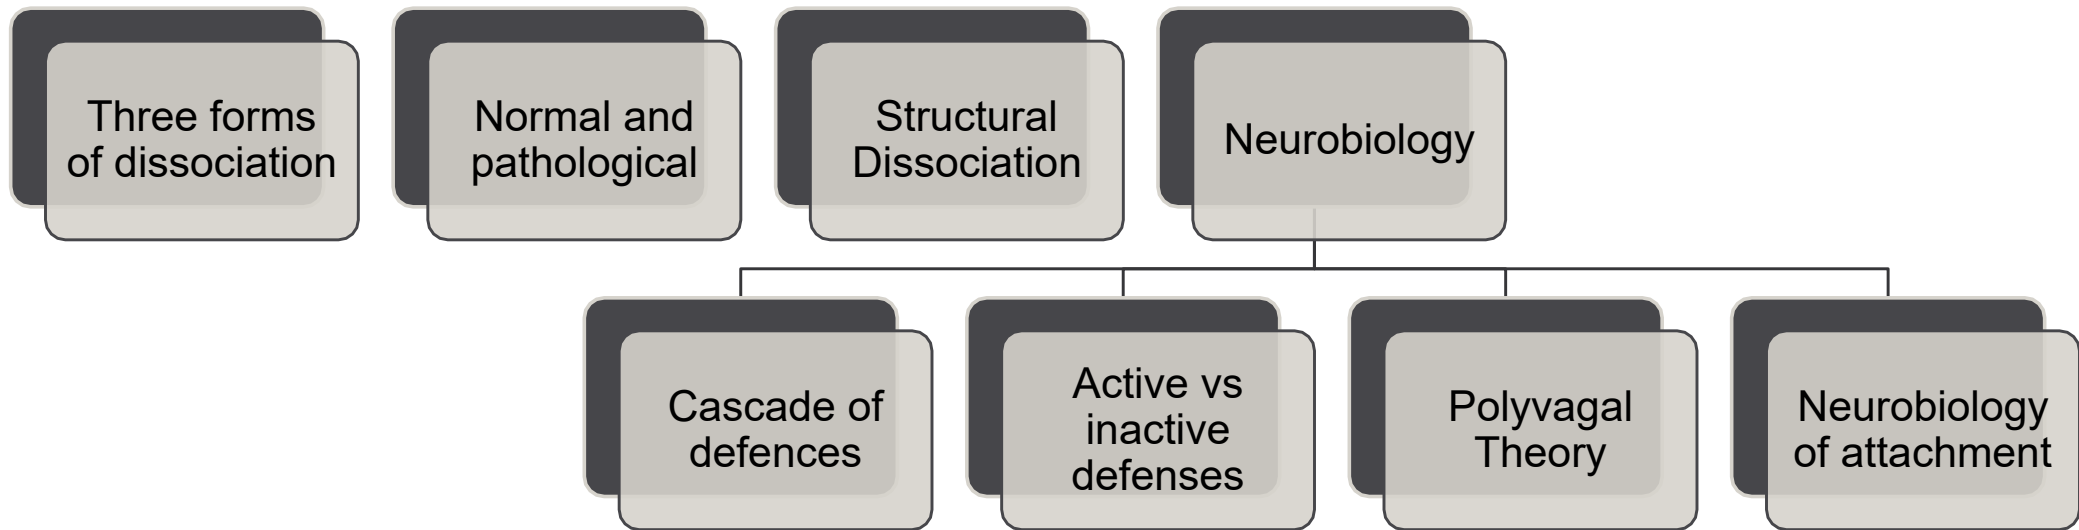 Three forms
of dissociation
Normal and
pathological
Structural
Dissociation
Neurobiology
Cascade of
defences
Active vs
inactive
defenses
Polyvagal
Theory
Neurobiology
of attachment